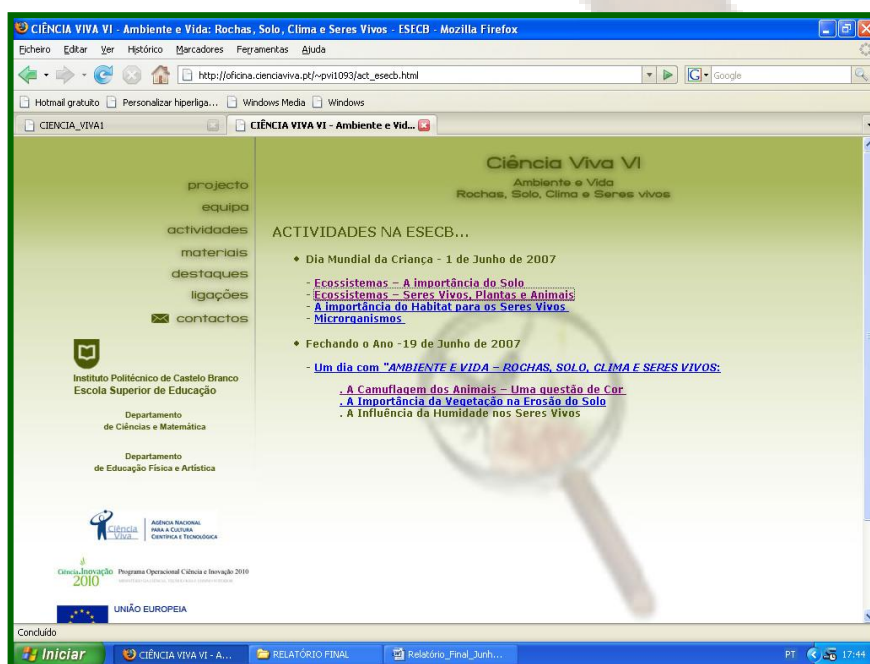 CIÊNCIA VIVA VI - Ambiente e Vida: Rochas, Solo, Clima e Seres Vivos - ESECB - Mozilla Firefox
Ficheiro Editar Ver Histórico Marcadores Ferramentas Ajuda
http://oficina.cienciaviva.pt/~pvi1093/act_esecb.html
G Google
Hotmail gratuito Personalizar hiperliga... Windows Media Windows
CIENCIA_VIVA1 CIÊNCIA VIVA VI - Ambiente e Vid...
Ciência Viva VI
Ambiente e Vida
Rochas, Solo, Clima e Seres vivos
projecto
equipa
actividades
materiais
destaques
ligações
contactos
Instituto Politécnico de Castelo Branco
Escola Superior de Educação
Departamento
de Ciências e Matemática
Departamento
de Educação Física e Artística
Ciência Viva
AGÊNCIA NACIONAL
PARA A CULTURA
CIENTÍFICA E TECNOLÓGICA
Ciência.Inovação
2010
Programa Operacional Ciência e Inovação 2010
UNIÃO EUROPEIA
ACTIVIDADES NA ESECB...
• Dia Mundial da Criança - 1 de Junho de 2007
- Ecossistemas – A importância do Solo
- Ecossistemas – Seres Vivos, Plantas e Animais
- A importância do Habitat para os Seres Vivos
- Microrganismos
• Fechando o Ano -19 de Junho de 2007
- Um dia com "AMBIENTE E VIDA – ROCHAS, SOLO, CLIMA E SERES VIVOS:
. A Camuflagem dos Animais – Uma questão de Cor
. A Importância da Vegetação na Erosão do Solo
. A Influência da Humidade nos Seres Vivos
Concluído
Iniciar CIÊNCIA VIVA VI - A... RELATÓRIO FINAL Relatório_Final_Junh... PT 17:44